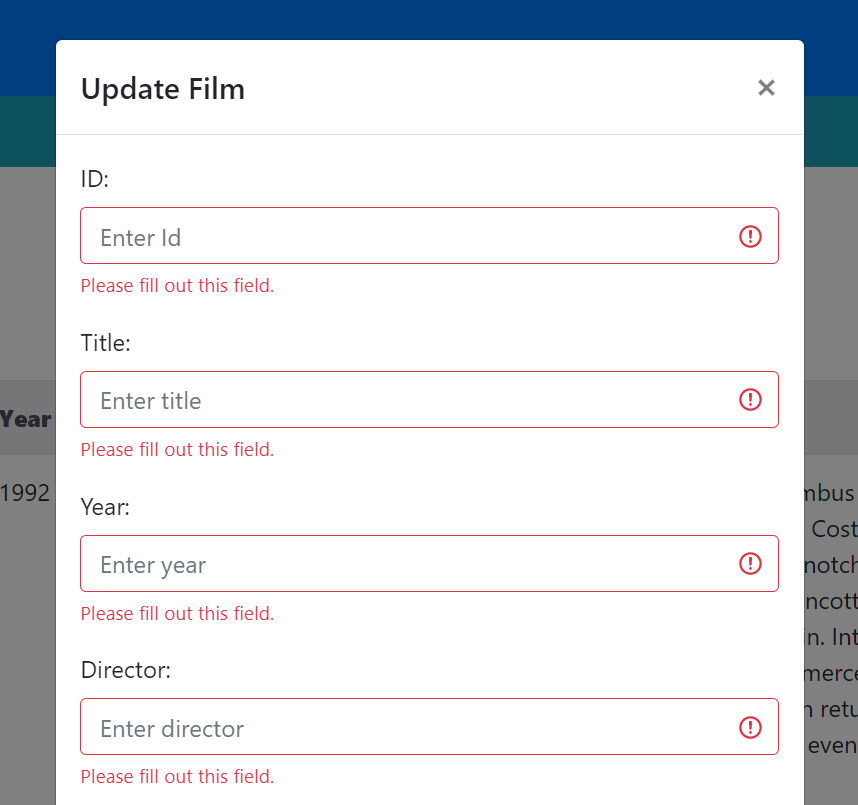 Update Film
×
ID:
Enter Id
Please fill out this field.
Title:
Enter title
Please fill out this field.
Year
Year:
1992
Enter year
Please fill out this field.
Director:
Enter director
Please fill out this field.